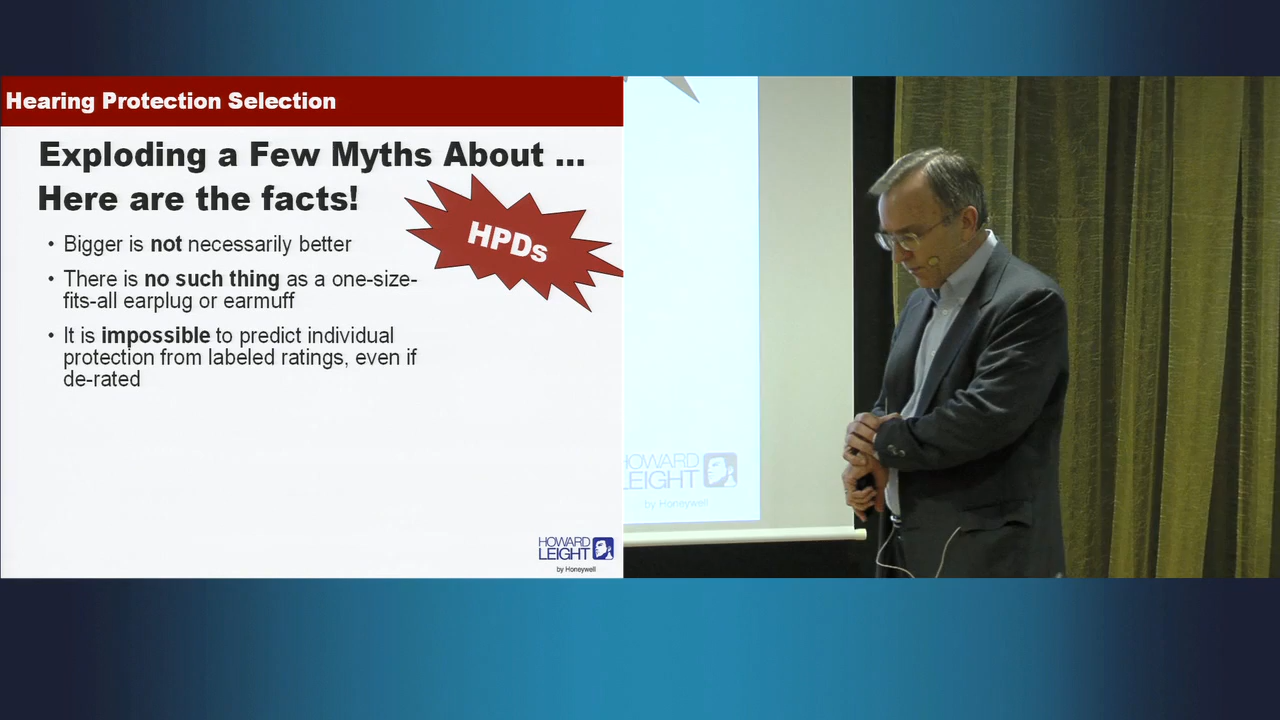 Hearing Protection Selection
Exploding a Few Myths About ...
Here are the facts!
HPDs
• Bigger is not necessarily better
• There is no such thing as a one-size-
fits-all earplug or earmuff
• It is impossible to predict individual
protection from labeled ratings, even if
de-rated
HOWARD
LEIGHT
by Honeywell
HOWARD
LEIGHT
by Honeywell